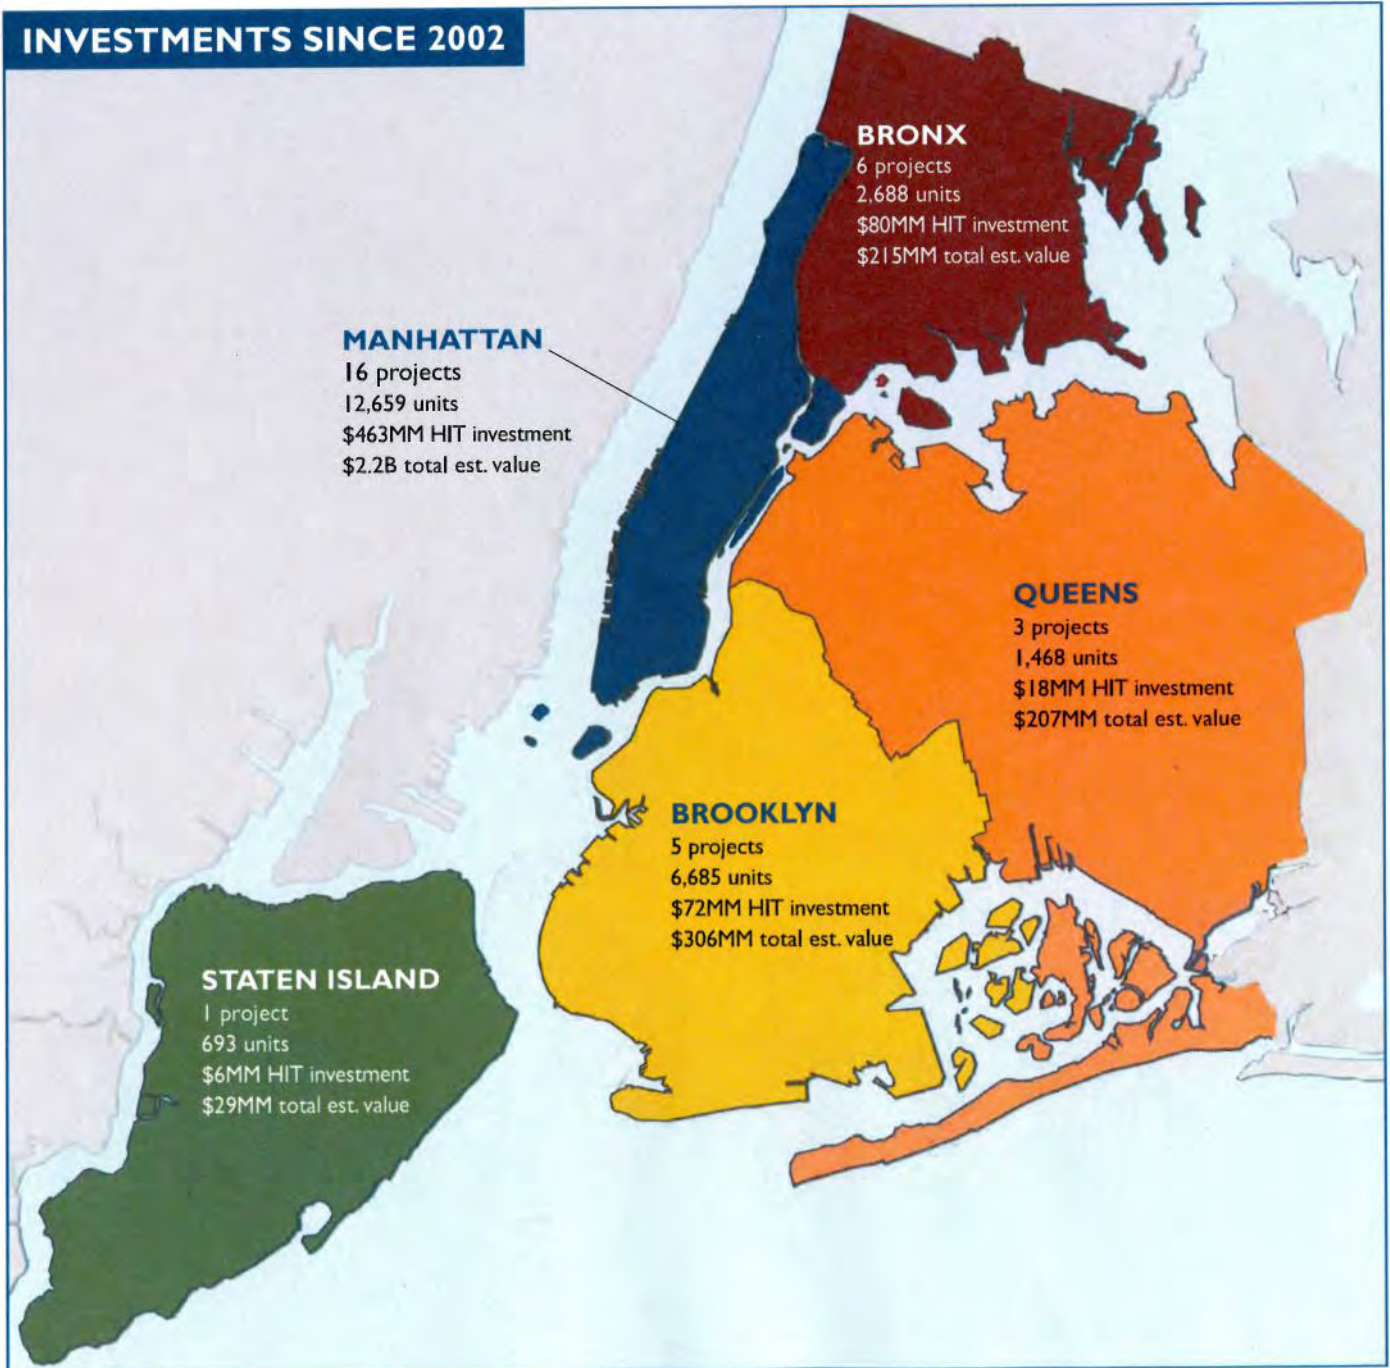 INVESTMENTS SINCE 2002
BRONX
6 projects
2,688 units
$80MM HIT investment
$215MM total est. value
MANHATTAN
16 projects
12,659 units
$463MM HIT investment
$2.2B total est. value
QUEENS
3 projects
1,468 units
$18MM HIT investment
$207MM total est. value
BROOKLYN
5 projects
6,685 units
$72MM HIT investment
$306MM total est. value
STATEN ISLAND
1 project
693 units
$6MM HIT investment
$29MM total est. value